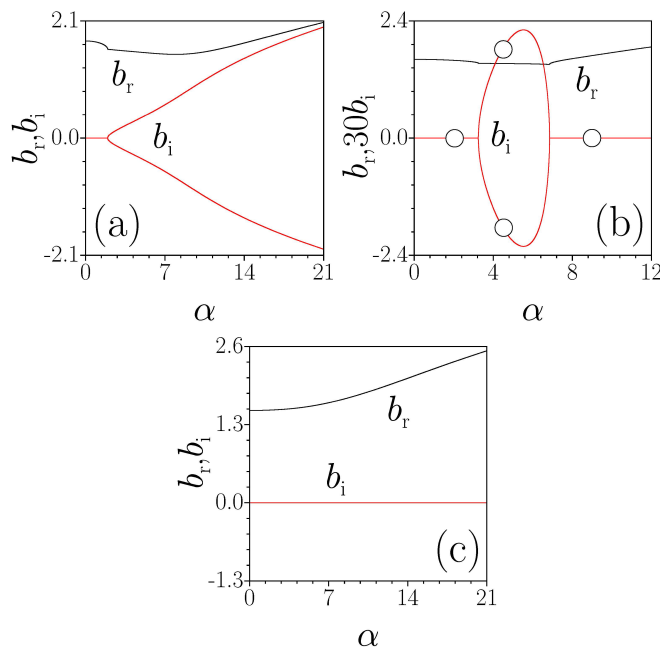 2.1
0.0
-2.1
b_r,b_i
b_r
b_i
(a)
0
7
14
21
α
2.4
0.0
-2.4
b_r,30b_i
b_r
b_i
(b)
0
4
8
12
α
2.6
1.3
0.0
-1.3
b_r,b_i
b_r
b_i
(c)
0
7
14
21
α